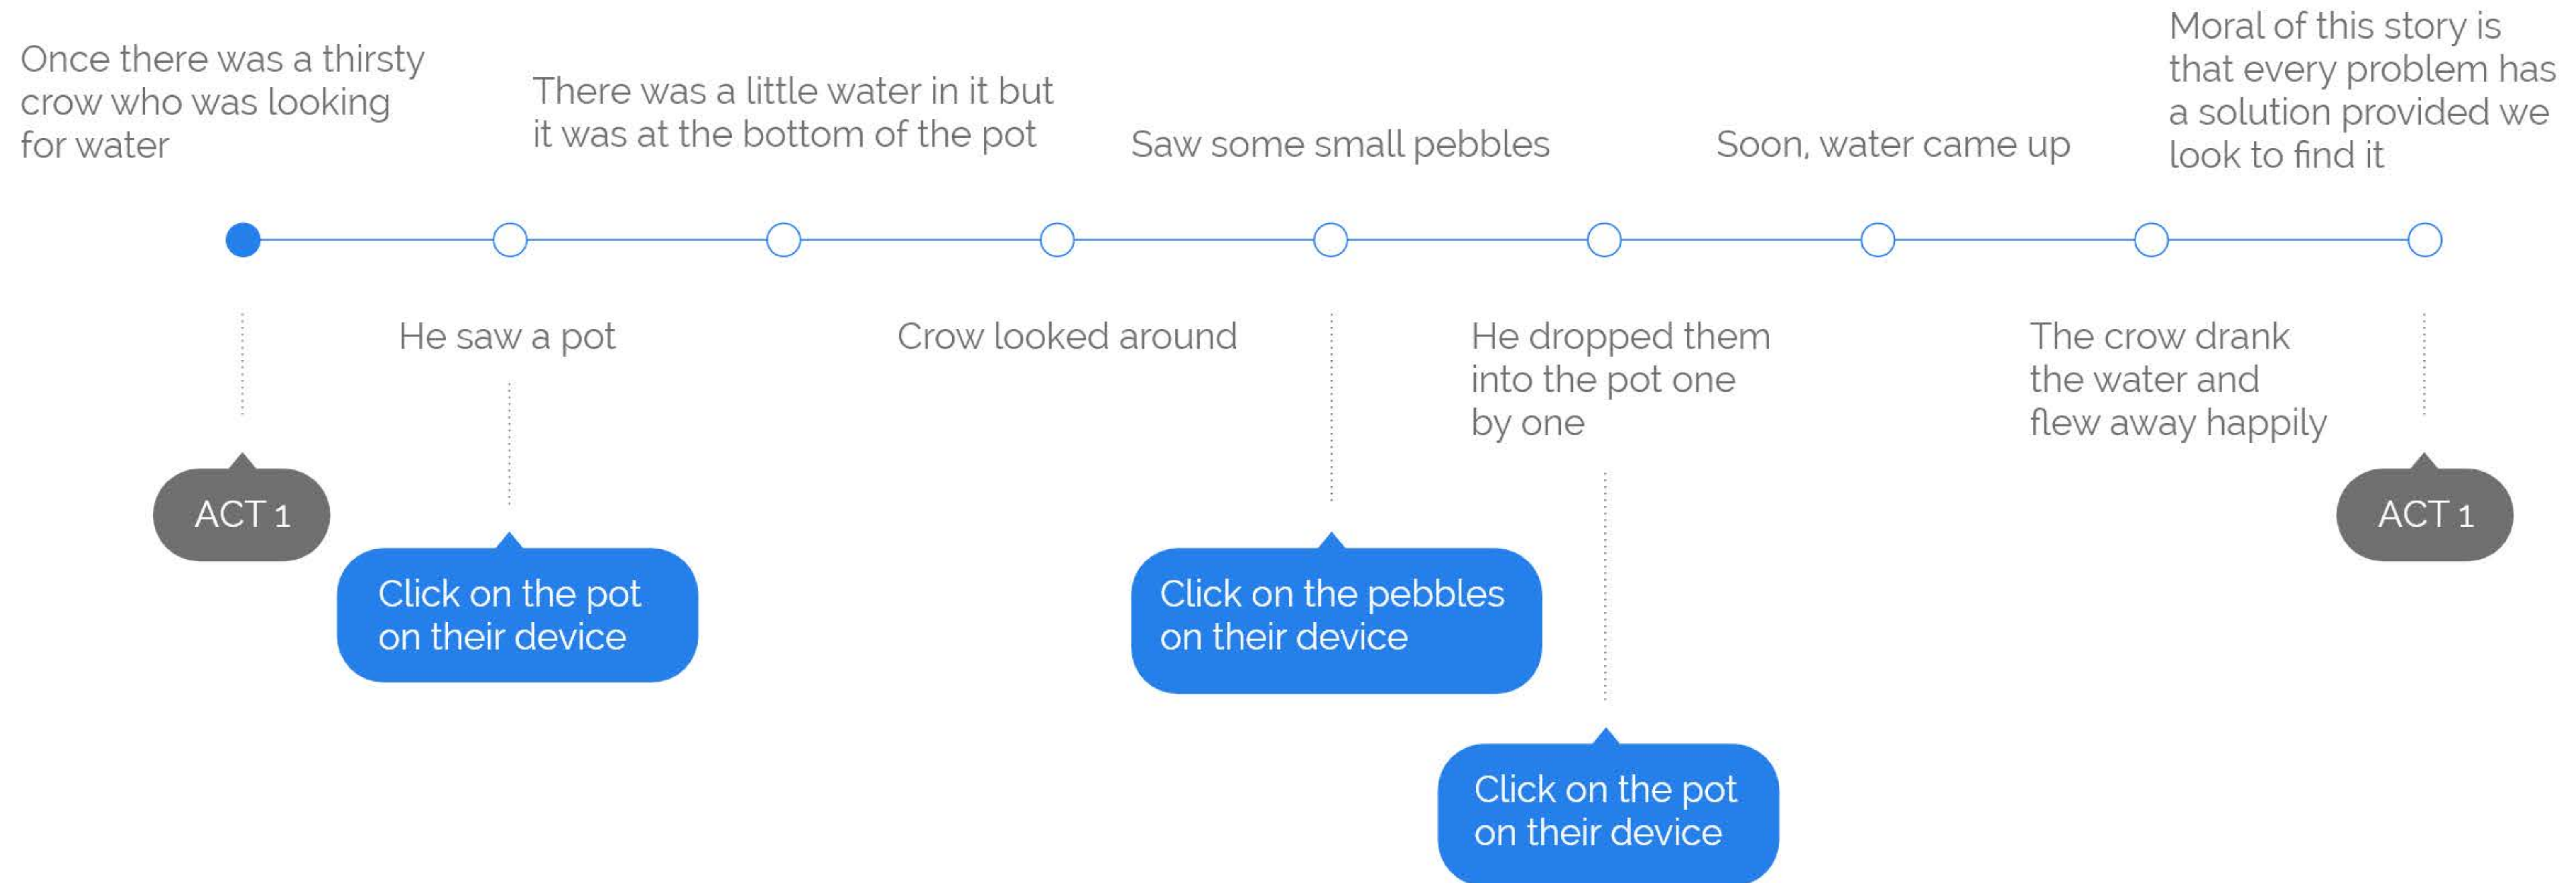 Once there was a thirsty
crow who was looking
for water
There was a little water in it but
it was at the bottom of the pot
Saw some small pebbles
Soon, water came up
Moral of this story is
that every problem has
a solution provided we
look to find it
He saw a pot
Crow looked around
He dropped them
into the pot one
by one
The crow drank
the water and
flew away happily
ACT 1
Click on the pot
on their device
Click on the pebbles
on their device
ACT 1
Click on the pot
on their device